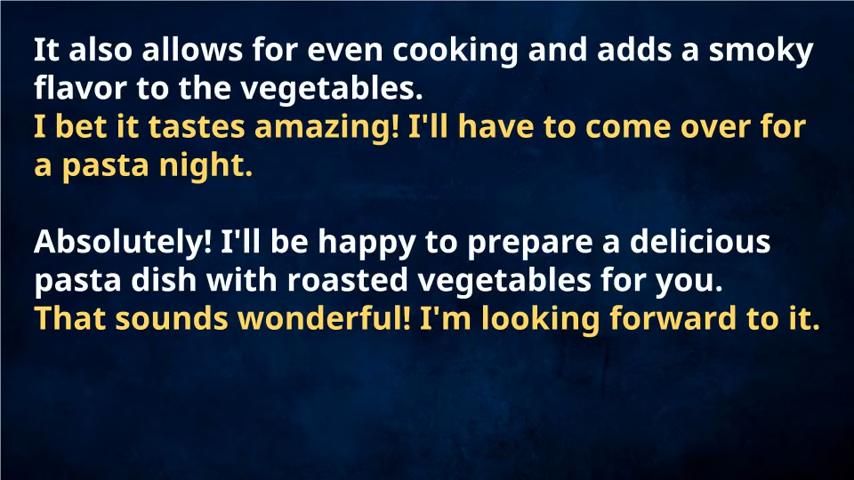 It also allows for even cooking and adds a smoky
flavor to the vegetables.
I bet it tastes amazing! I'll have to come over for
a pasta night.
Absolutely! I'll be happy to prepare a delicious
pasta dish with roasted vegetables for you.
That sounds wonderful! I'm looking forward to it.